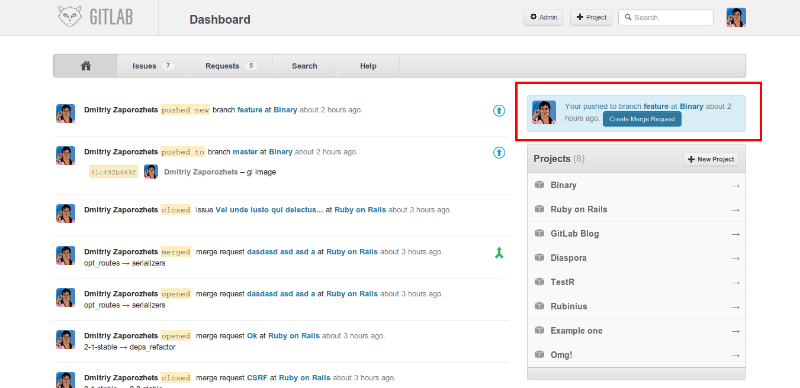 GITLAB
Dashboard
Admin
Project
Search
Issues 7
Requests 5
Search
Help
Dmitriy Zaporozhets pushed new branch feature at Binary about 2 hours ago.
Dmitriy Zaporozhets pushed to branch master at Binary about 2 hours ago.
41c492b449f Dmitriy Zaporozhets – gi image
Dmitriy Zaporozhets closed issue Vel unde iusto qui delectus... at Ruby on Rails about 3 hours ago.
Dmitriy Zaporozhets merged merge request dasdasd asd asd a at Ruby on Rails about 3 hours ago.
opt_routes → serializers
Dmitriy Zaporozhets opened merge request dasdasd asd asd a at Ruby on Rails about 3 hours ago.
opt_routes → serializers
Dmitriy Zaporozhets opened merge request Ok at Ruby on Rails about 3 hours ago.
2-1-stable → deps_refactor
Dmitriy Zaporozhets closed merge request CSRF at Ruby on Rails about 3 hours ago.
Your pushed to branch feature at Binary about 2
hours ago. Create Merge Request
Projects (8)
New Project
Binary →
Ruby on Rails →
GitLab Blog →
Diaspora →
TestR →
Rubinius →
Example one →
Omg! →